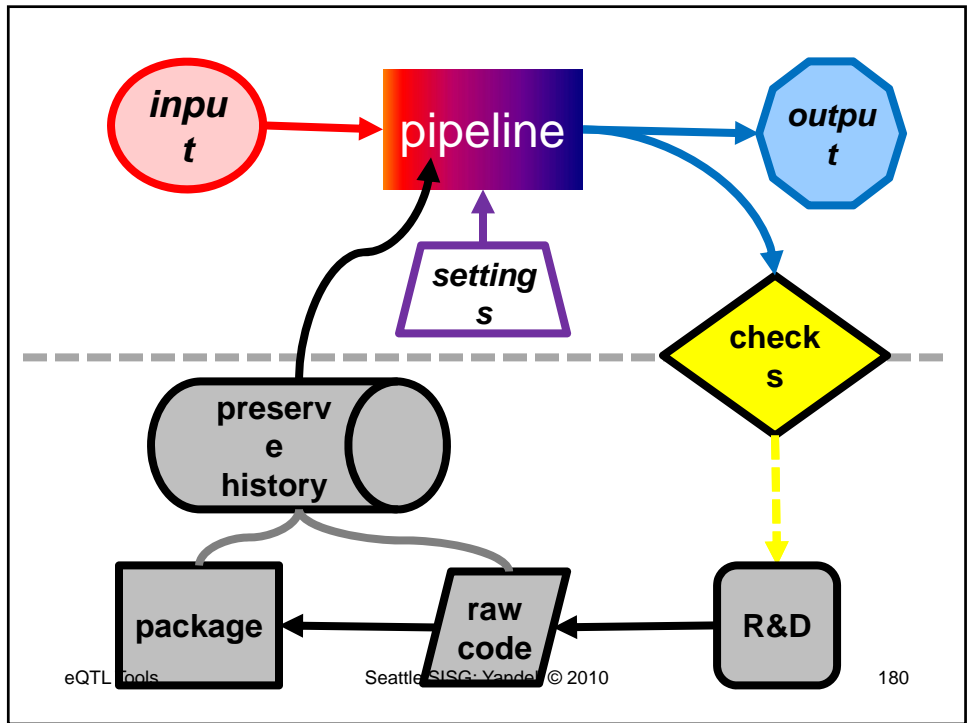 inpu
t
pipeline
outpu
t
setting
s
check
s
preserv
e
history
package
raw
code
R&D
eQTL Tools
Seattle SISG: Yandell © 2010
180